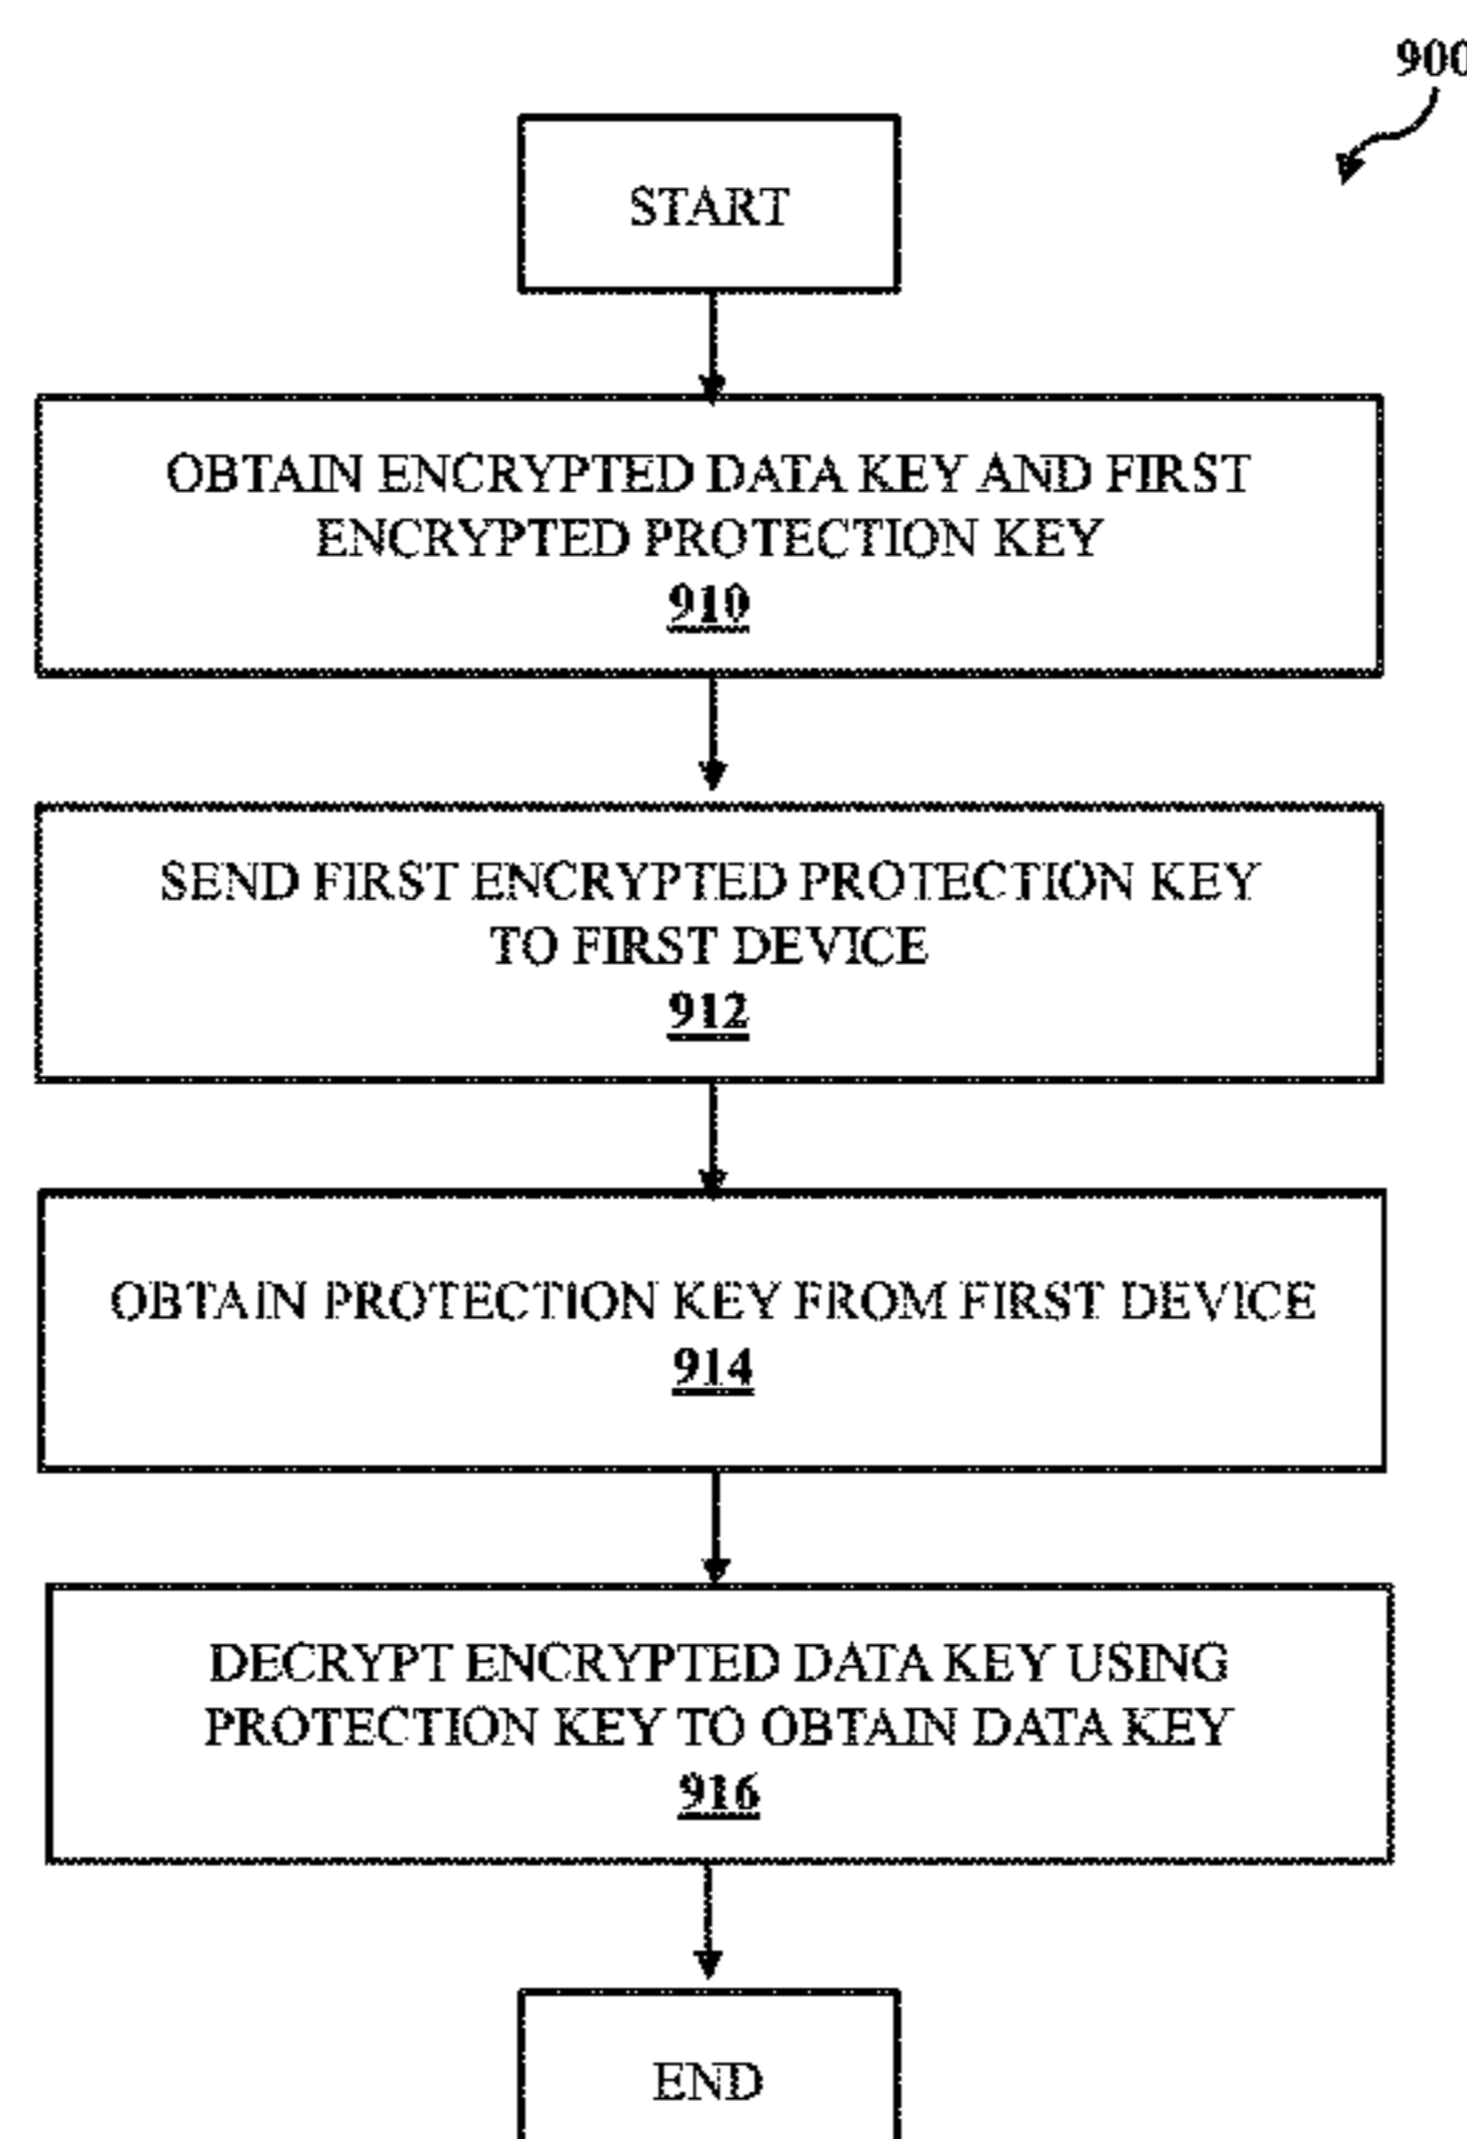 900
START
OBTAIN ENCRYPTED DATA KEY AND FIRST
ENCRYPTED PROTECTION KEY
910
SEND FIRST ENCRYPTED PROTECTION KEY
TO FIRST DEVICE
912
OBTAIN PROTECTION KEY FROM FIRST DEVICE
914
DECRYPT ENCRYPTED DATA KEY USING
PROTECTION KEY TO OBTAIN DATA KEY
916
END